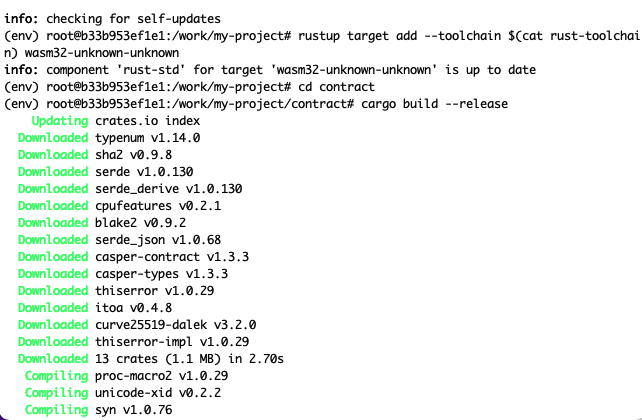 info: checking for self-updates
(env) root@b33b953ef1e1:/work/my-project# rustup target add --toolchain $(cat rust-toolchai
n) wasm32-unknown-unknown
info: component 'rust-std' for target 'wasm32-unknown-unknown' is up to date
(env) root@b33b953ef1e1:/work/my-project# cd contract
(env) root@b33b953ef1e1:/work/my-project/contract# cargo build --release
Updating crates.io index
Downloaded typenum v1.14.0
Downloaded sha2 v0.9.8
Downloaded serde v1.0.130
Downloaded serde_derive v1.0.130
Downloaded cpufeatures v0.2.1
Downloaded blake2 v0.9.2
Downloaded serde_json v1.0.68
Downloaded casper-contract v1.3.3
Downloaded casper-types v1.3.3
Downloaded thiserror v1.0.29
Downloaded itoa v0.4.8
Downloaded curve25519-dalek v3.2.0
Downloaded thiserror-impl v1.0.29
Downloaded 13 crates (1.1 MB) in 2.70s
Compiling proc-macro2 v1.0.29
Compiling unicode-xid v0.2.2
Compiling syn v1.0.76